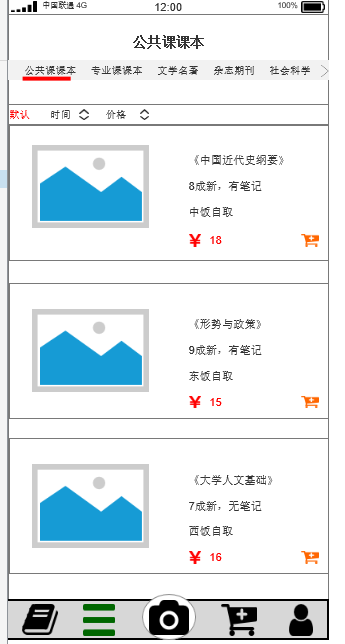 中国联通 4G 12:00 100%
公共课课本
公共课课本 专业课课本 文学名著 杂志期刊 社会科学
默认 时间 价格
《中国近代史纲要》
8成新，有笔记
中饭自取
¥ 18
《形势与政策》
9成新，有笔记
东饭自取
¥ 15
《大学人文基础》
7成新，无笔记
西饭自取
¥ 16